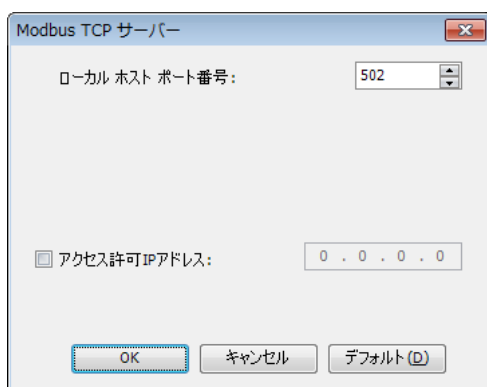 Modbus TCP サーバー
ローカル ホスト ポート番号: 502
アクセス許可IPアドレス: 0 . 0 . 0 . 0
OK キャンセル デフォルト(D)